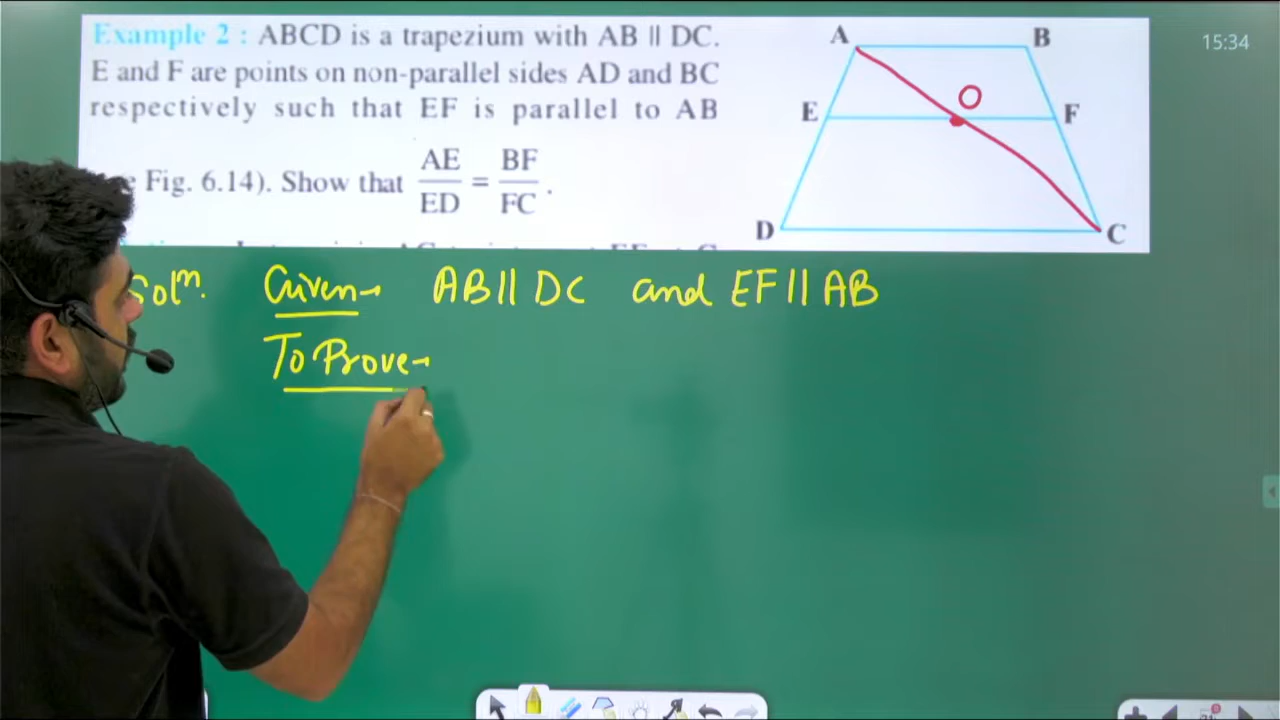 Example 2 : ABCD is a trapezium with AB || DC.
E and F are points on non-parallel sides AD and BC
respectively such that EF is parallel to AB
Fig. 6.14). Show that AE/ED = BF/FC.
A B
O
E F
D C
15:34
Soln. Given→ AB || DC and EF || AB
To Prove→